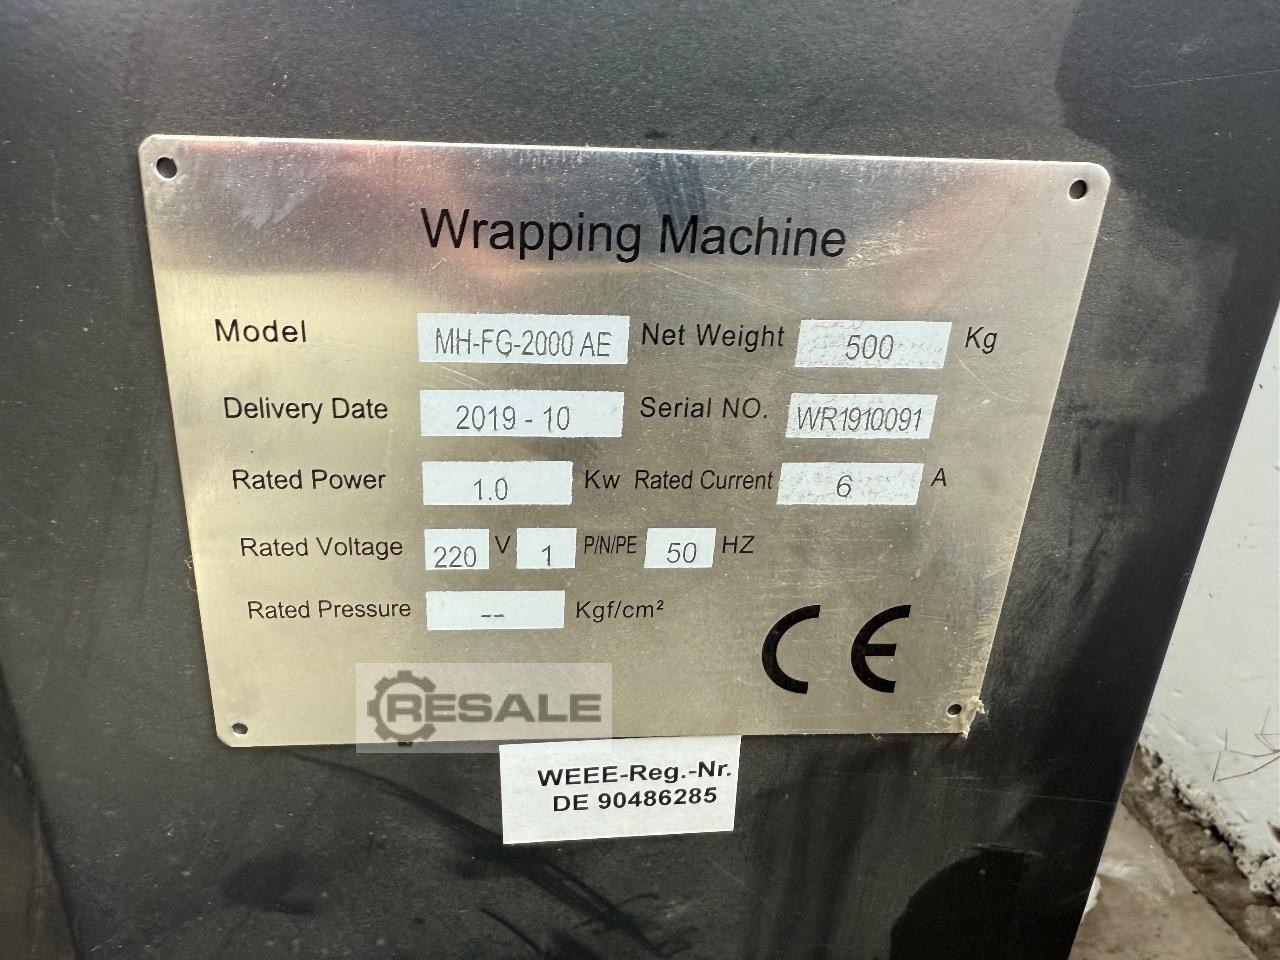 Wrapping Machine
Model MH-FG-2000 AE Net Weight 500 Kg
Delivery Date 2019 - 10 Serial NO. WR1910091
Rated Power 1.0 Kw Rated Current 6 A
Rated Voltage 220 V 1 P/N/PE 50 HZ
Rated Pressure -- Kgf/cm²
CE
RESALE
WEEE-Reg.-Nr.
DE 90486285